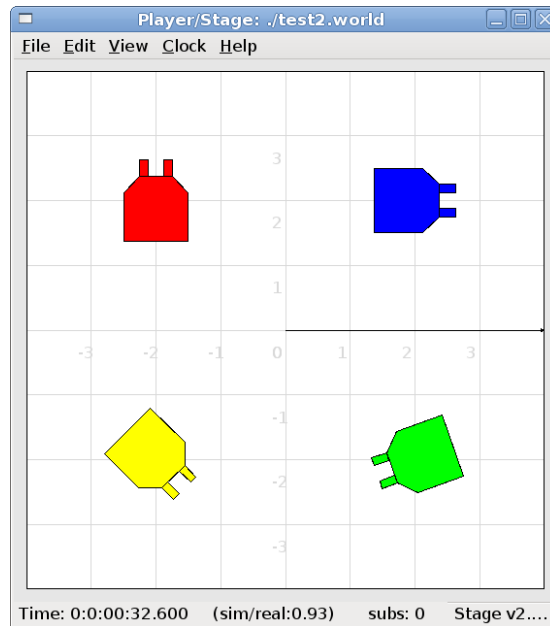 Player/Stage: ./test2.world
File Edit View Clock Help
3
2
1
-3 -2 -1 0 1 2 3
-1
-2
-3
Time: 0:0:00:32.600 (sim/real:0.93) subs: 0 Stage v2....